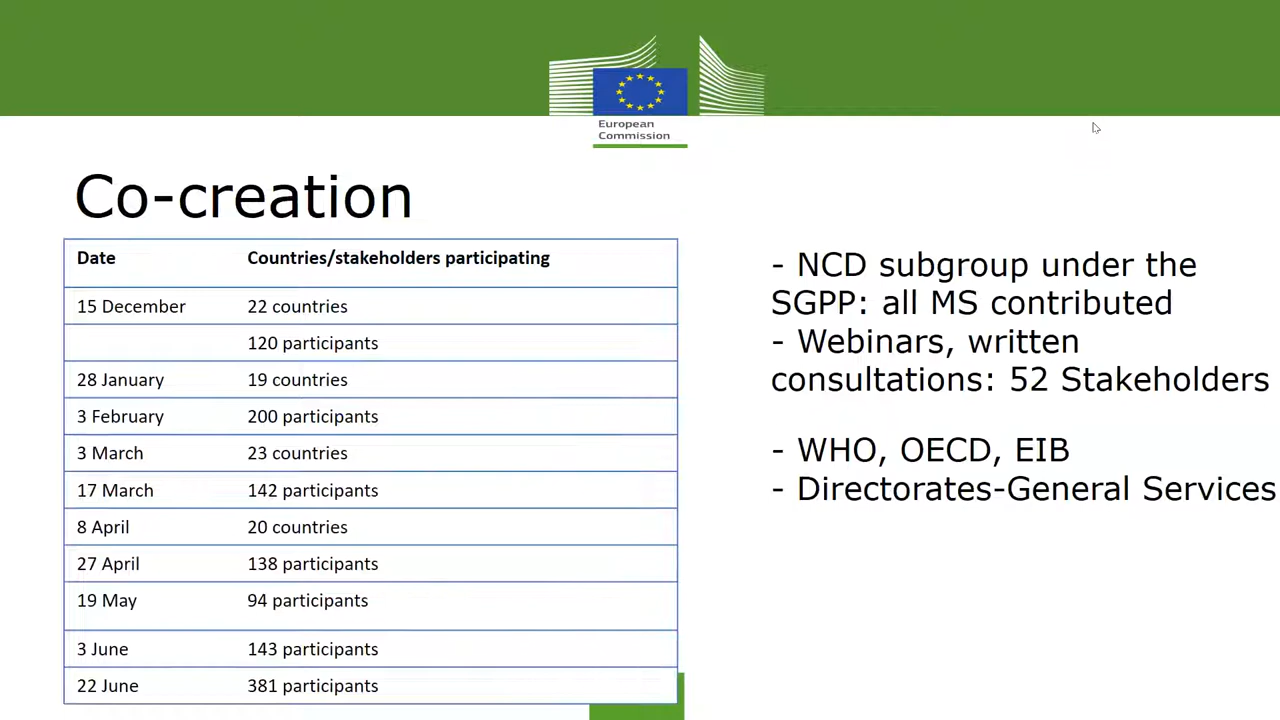 European
Commission
Co-creation
Date Countries/stakeholders participating
15 December 22 countries
120 participants
28 January 19 countries
3 February 200 participants
3 March 23 countries
17 March 142 participants
8 April 20 countries
27 April 138 participants
19 May 94 participants
3 June 143 participants
22 June 381 participants
- NCD subgroup under the
SGPP: all MS contributed
- Webinars, written
consultations: 52 Stakeholders
- WHO, OECD, EIB
- Directorates-General Services